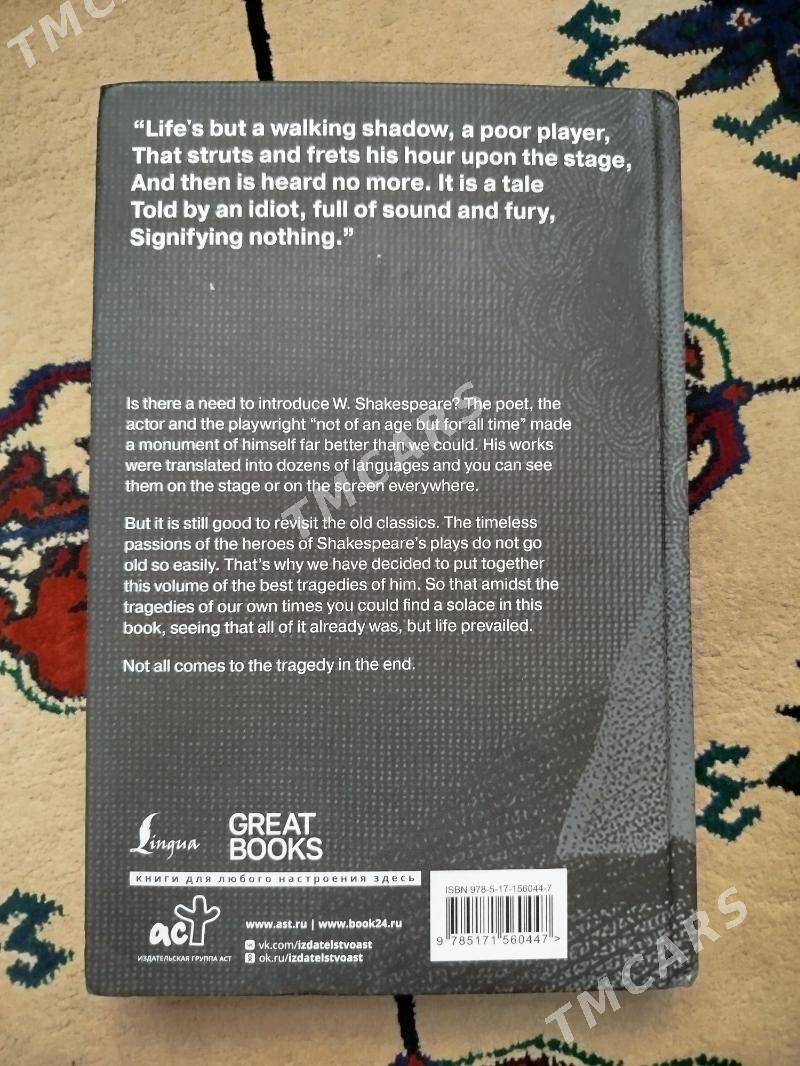 TMCARS
“Life's but a walking shadow, a poor player,
That struts and frets his hour upon the stage,
And then is heard no more. It is a tale
Told by an idiot, full of sound and fury,
Signifying nothing.”
Is there a need to introduce W. Shakespeare? The poet, the
actor and the playwright “not of an age but for all time” made
a monument of himself far better than we could. His works
were translated into dozens of languages and you can see
them on the stage or on the screen everywhere.
TMCARS
But it is still good to revisit the old classics. The timeless
passions of the heroes of Shakespeare's plays do not go
old so easily. That's why we have decided to put together
this volume of the best tragedies of him. So that amidst the
tragedies of our own times you could find a solace in this
book, seeing that all of it already was, but life prevailed.
Not all comes to the tragedy in the end.
Lingua
GREAT
BOOKS
КНИГИ ДЛЯ ЛЮБОГО НАСТРОЕНИЯ ЗДЕСЬ
аст
ИЗДАТЕЛЬСКАЯ ГРУППА АСТ
www.ast.ru | www.book24.ru
vk.com/izdatelstvoast
ok.ru/izdatelstvoast
ISBN 978-5-17-156044-7
9 785171 560447 >
TMCARS